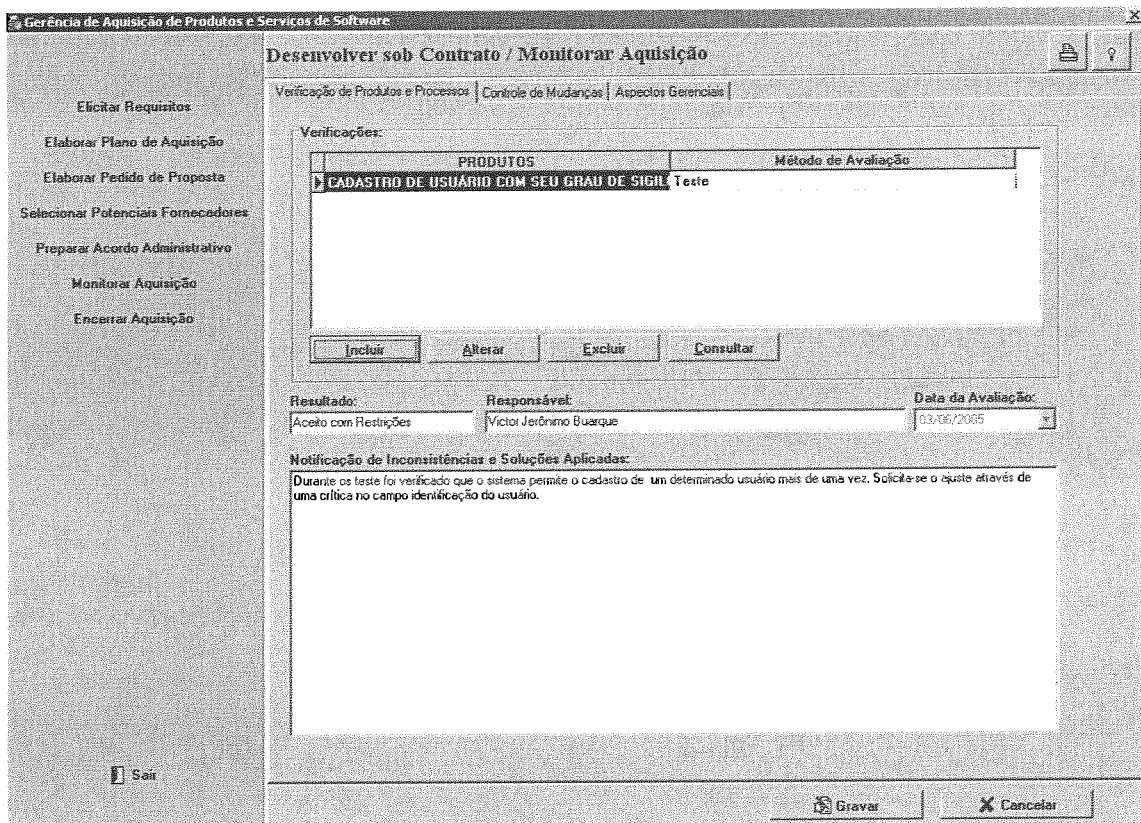 Gerência de Aquisição de Produtos e Serviços de Software
Desenvolver sob Contrato / Monitorar Aquisição
Elicitar Requisitos
Elaborar Plano de Aquisição
Elaborar Pedido de Proposta
Selecionar Potenciais Fornecedores
Preparar Acordo Administrativo
Monitorar Aquisição
Encerrar Aquisição
Sair
Verificação de Produtos e Processos Controle de Mudanças Aspectos Gerenciais
Verificações:
PRODUTOS Método de Avaliação
CADASTRO DE USUÁRIO COM SEU GRAU DE SIGIL Teste
Incluir Alterar Excluir Consultar
Resultado: Responsável: Data da Avaliação:
Aceito com Restrições Victor Jerônimo Buarque 03/06/2005
Notificação de Inconsistências e Soluções Aplicadas:
Durante os teste foi verificado que o sistema permite o cadastro de um determinado usuário mais de uma vez. Solicita-se o ajuste através de
uma crítica no campo identificação do usuário.
Gravar Cancelar